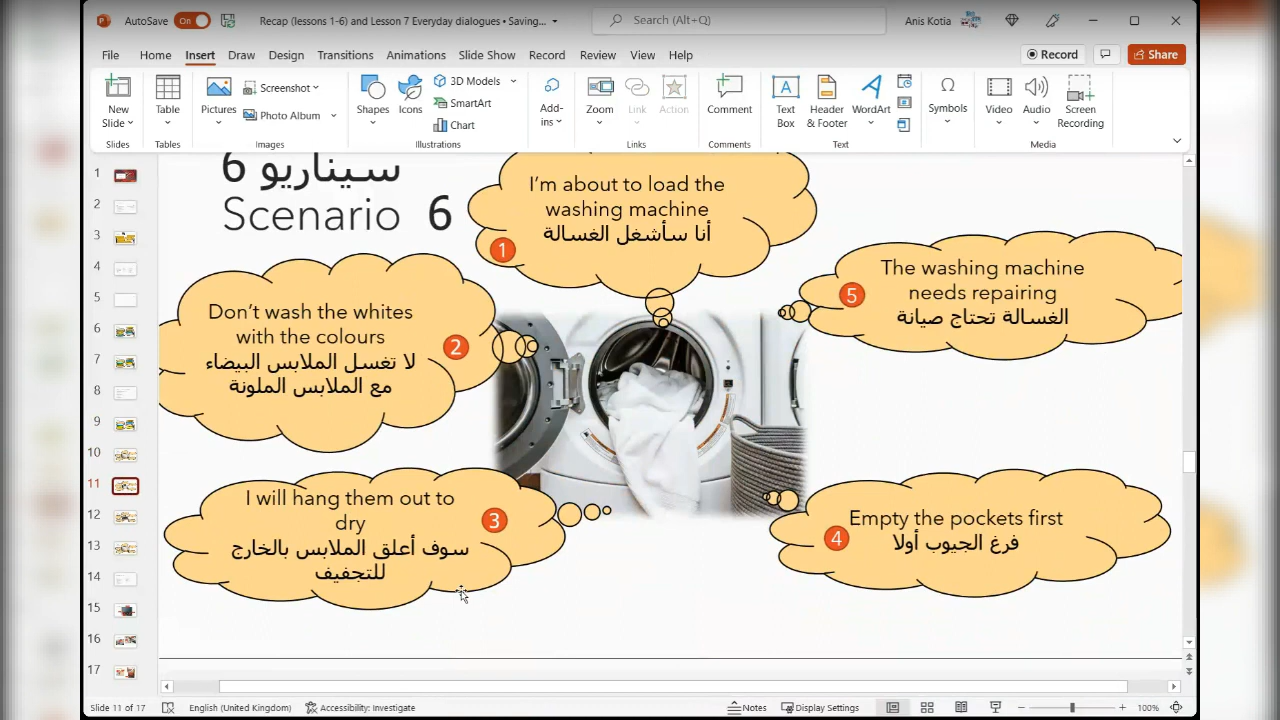 AutoSave On Recap (lessons 1-6) and Lesson 7 Everyday dialogues • Saving... Search (Alt+Q) Anis Kotia
File Home Insert Draw Design Transitions Animations Slide Show Record Review View Help Record Share
New Slide
Table
Pictures
Screenshot
Photo Album
Shapes
Icons
3D Models
SmartArt
Chart
Add-ins
Zoom
Link
Action
Comment
Text Box
Header & Footer
WordArt
Symbols
Video
Audio
Screen Recording
Slides Tables Images Illustrations Links Comments Text Media
1
2
3
4
5
6
7
8
9
10
11
12
13
14
15
16
17
سيناريو 6
Scenario 6
I'm about to load the
washing machine
أنا سأشغل الغسالة
1
Don't wash the whites
with the colours
لا تغسل الملابس البيضاء
مع الملابس الملونة
2
I will hang them out to
dry
سوف أعلق الملابس بالخارج
للتجفيف
3
Empty the pockets first
فرغ الجيوب أولا
4
The washing machine
needs repairing
الغسالة تحتاج صيانة
5
Slide 11 of 17 English (United Kingdom) Accessibility: Investigate Notes Display Settings 100%